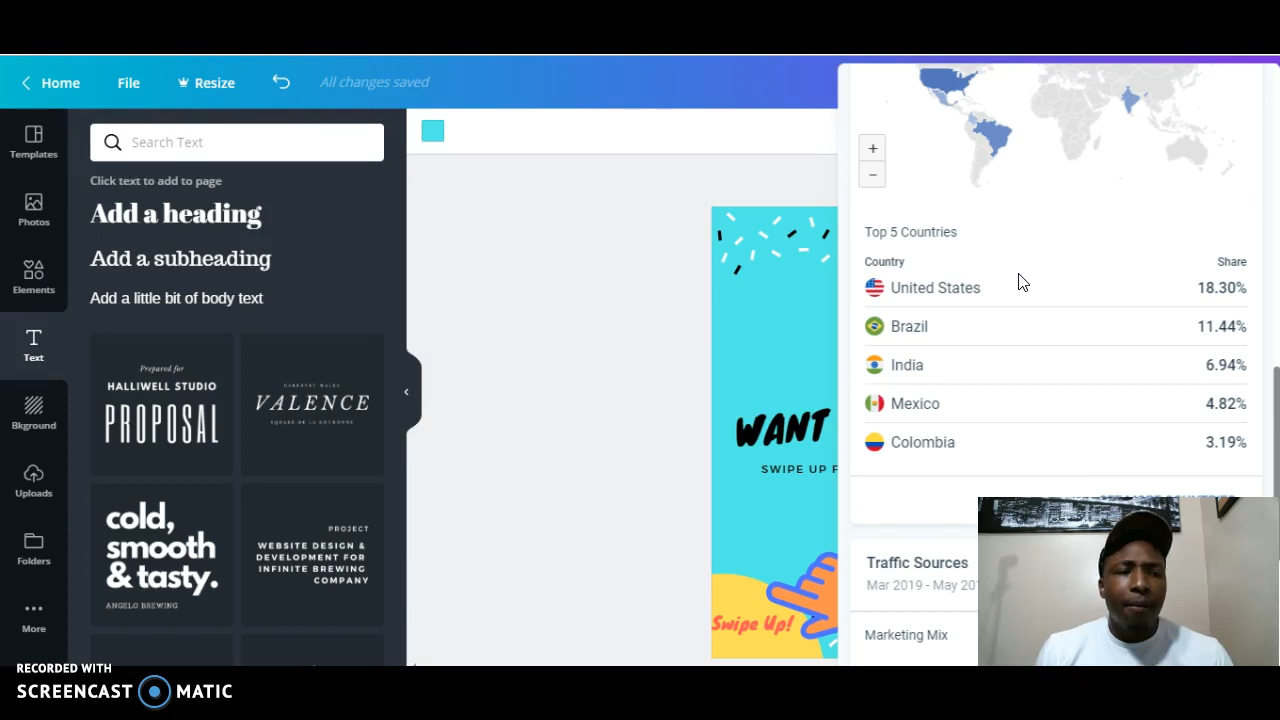 Home
File
Resize
All changes saved
Templates
Photos
Elements
Text
Bkground
Uploads
Folders
More
Search Text
Click text to add to page
Add a heading
Add a subheading
Add a little bit of body text
Prepared for
HALLIWELL STUDIO
PROPOSAL
VALENCE
cold,
smooth
& tasty.
ANGELO BREWING
PROJECT
WEBSITE DESIGN &
DEVELOPMENT FOR
INFINITE BREWING
COMPANY
WANT
SWIPE UP F
Swipe Up!
+
−
Top 5 Countries
Country Share
United States 18.30%
Brazil 11.44%
India 6.94%
Mexico 4.82%
Colombia 3.19%
Traffic Sources
Mar 2019 - May 201
Marketing Mix
RECORDED WITH
SCREENCAST MATIC